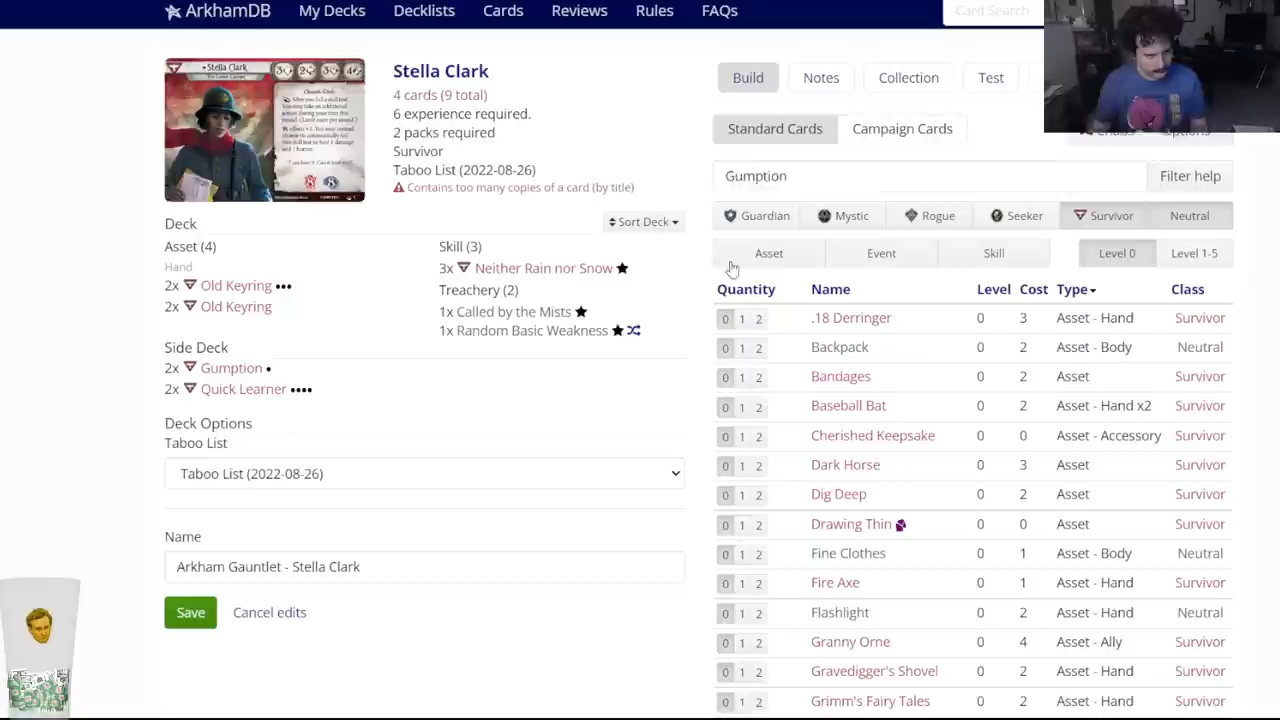 ArkhamDB My Decks Decklists Cards Reviews Rules FAQs Card Search
Stella Clark
Stella Clark
4 cards (9 total)
6 experience required.
2 packs required
Survivor
Taboo List (2022-08-26)
Contains too many copies of a card (by title)
Build Notes Collection Test
Standard Cards Campaign Cards
Gumption Filter help
Guardian Mystic Rogue Seeker Survivor Neutral
Asset Event Skill Level 0 Level 1-5
Deck Sort Deck
Asset (4)
Hand
2x Old Keyring •••
2x Old Keyring
Skill (3)
3x Neither Rain nor Snow ★
Treachery (2)
1x Called by the Mists ★
1x Random Basic Weakness ★
Side Deck
2x Gumption •
2x Quick Learner ••••
Deck Options
Taboo List
Taboo List (2022-08-26)
Name
Arkham Gauntlet - Stella Clark
Save Cancel edits
Quantity Name Level Cost Type Class
0 1 2 .18 Derringer 0 3 Asset - Hand Survivor
0 1 2 Backpack 0 2 Asset - Body Neutral
0 1 2 Bandages 0 2 Asset Survivor
0 1 2 Baseball Bat 0 2 Asset - Hand x2 Survivor
0 1 2 Cherished Keepsake 0 0 Asset - Accessory Survivor
0 1 2 Dark Horse 0 3 Asset Survivor
0 1 2 Dig Deep 0 2 Asset Survivor
0 1 2 Drawing Thin 0 0 Asset Survivor
0 1 2 Fine Clothes 0 1 Asset - Body Neutral
0 1 2 Fire Axe 0 1 Asset - Hand Survivor
0 1 2 Flashlight 0 2 Asset - Hand Neutral
0 1 2 Granny Orne 0 4 Asset - Ally Survivor
0 1 2 Gravedigger's Shovel 0 2 Asset - Hand Survivor
0 1 2 Grimm's Fairy Tales 0 2 Asset - Hand Survivor